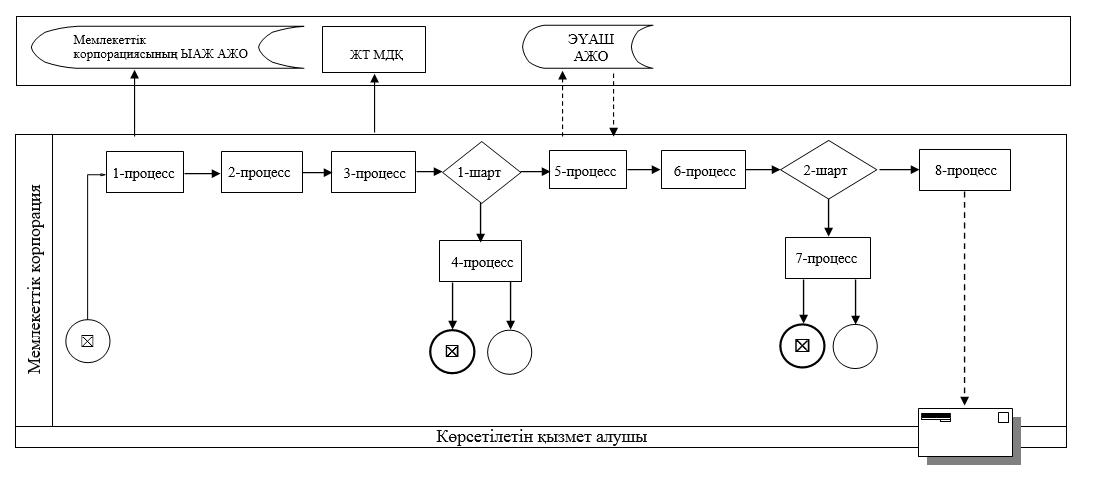 Мемлекеттік
корпорациясының ЫАЖ АЖО
ЖТ МДҚ
ЭҮАШ
АЖО
Мемлекеттік корпорация
1-процесс
2-процесс
3-процесс
1-шарт
5-процесс
6-процесс
2-шарт
8-процесс
4-процесс
7-процесс
Көрсетілетін қызмет алушы